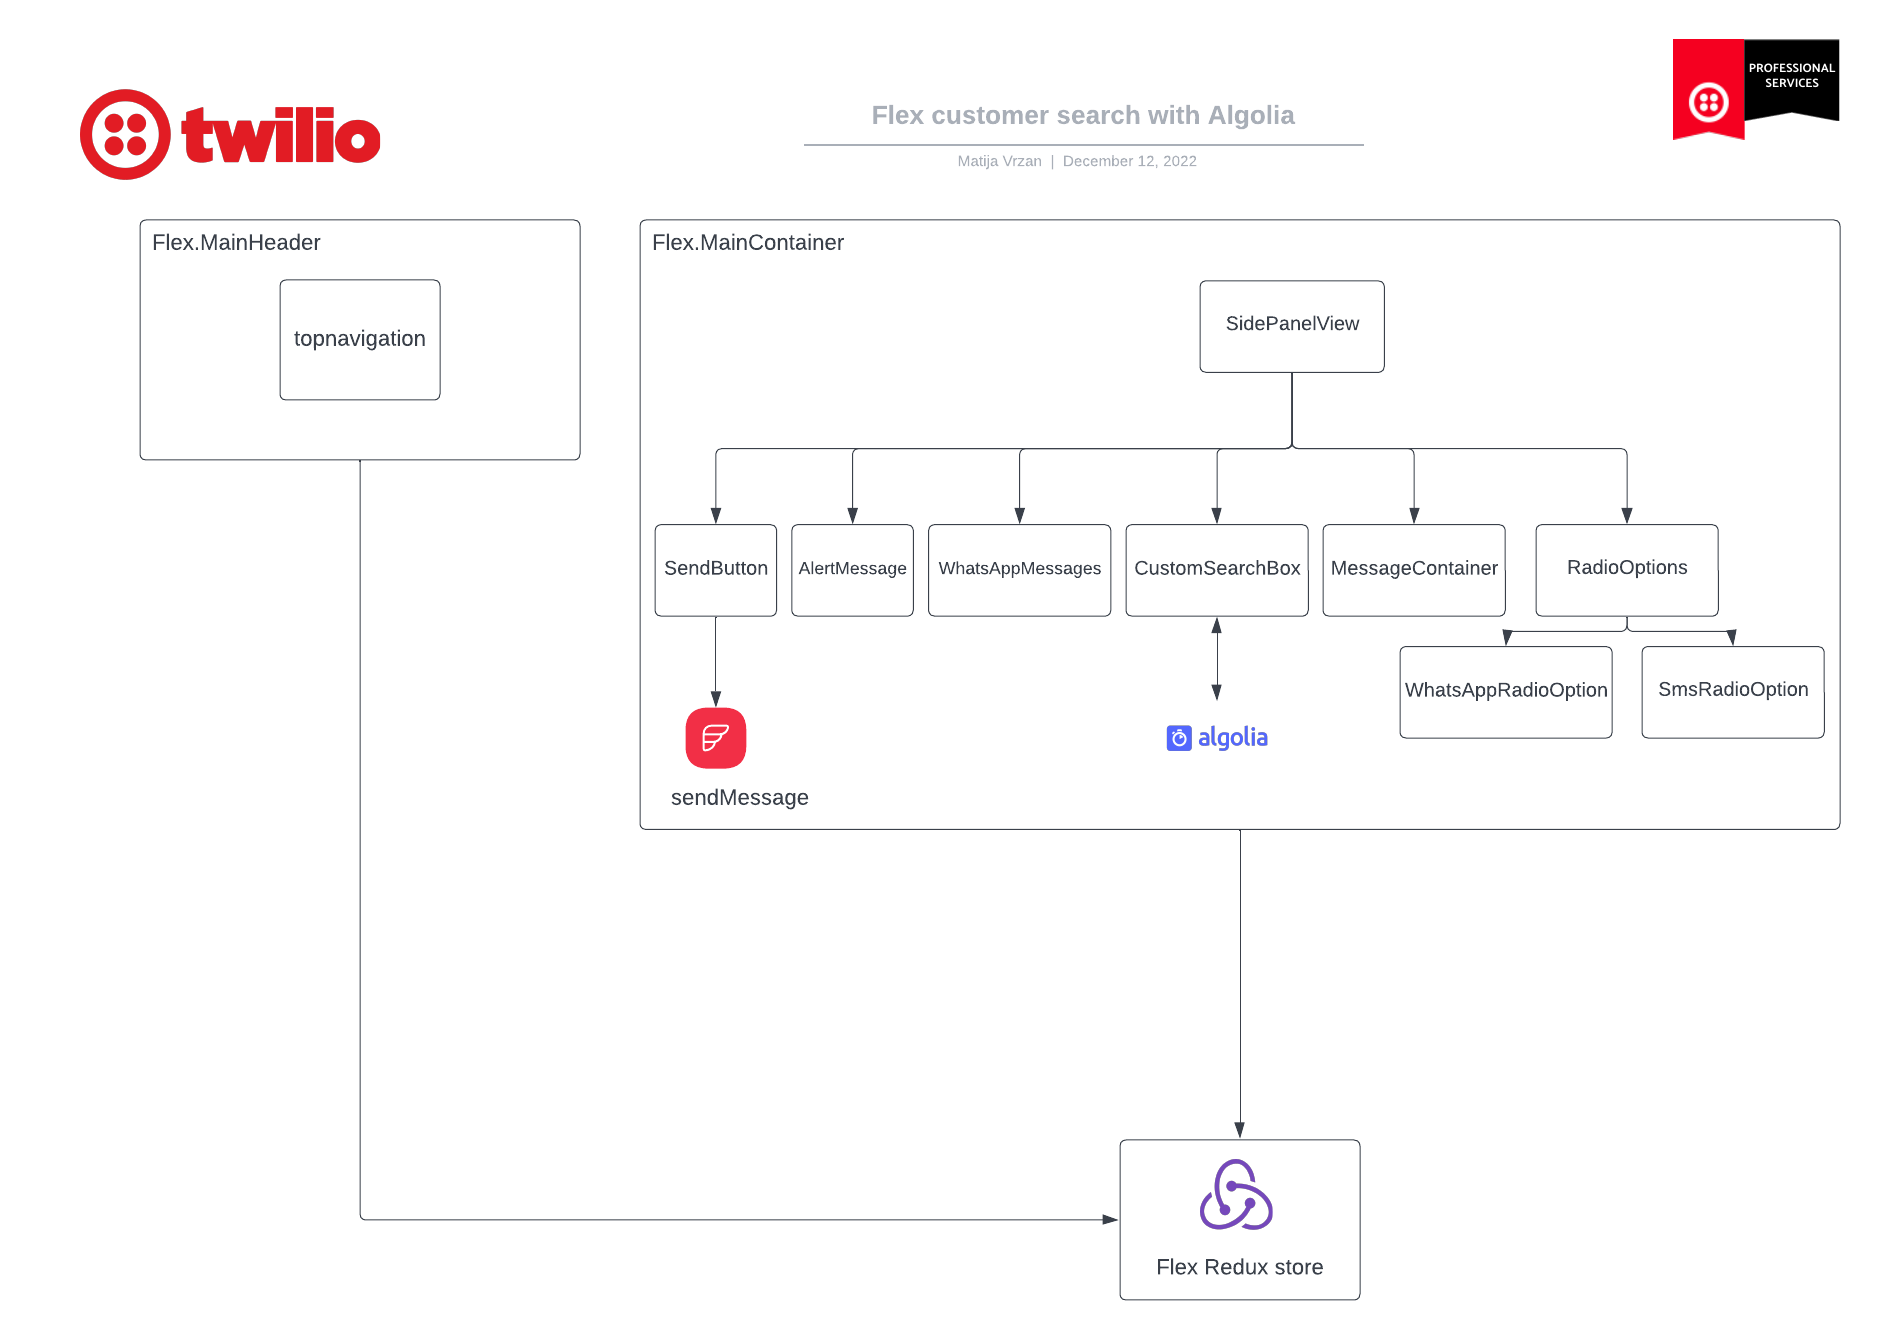 twilio
Flex customer search with Algolia
Matija Vrzan | December 12, 2022
PROFESSIONAL
SERVICES
Flex.MainHeader
topnavigation
Flex.MainContainer
SidePanelView
SendButton
AlertMessage
WhatsAppMessages
CustomSearchBox
MessageContainer
RadioOptions
WhatsAppRadioOption
SmsRadioOption
sendMessage
algolia
Flex Redux store